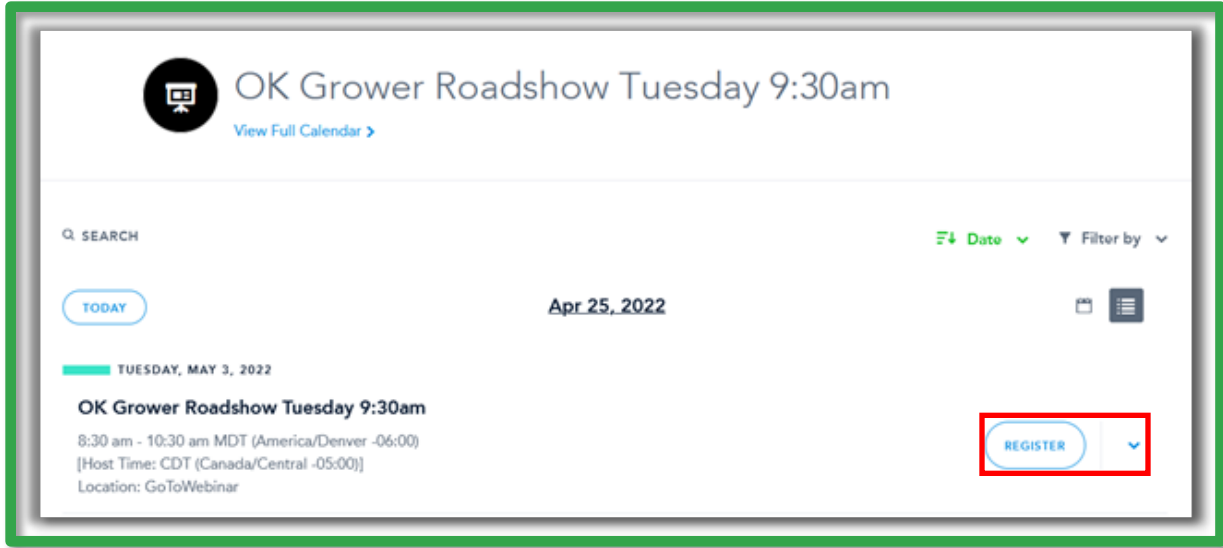 OK Grower Roadshow Tuesday 9:30am
View Full Calendar
SEARCH
Date
Filter by
TODAY
Apr 25, 2022
TUESDAY, MAY 3, 2022
OK Grower Roadshow Tuesday 9:30am
8:30 am - 10:30 am MDT (America/Denver -06:00)
[Host Time: CDT (Canada/Central -05:00)]
Location: GoToWebinar
REGISTER